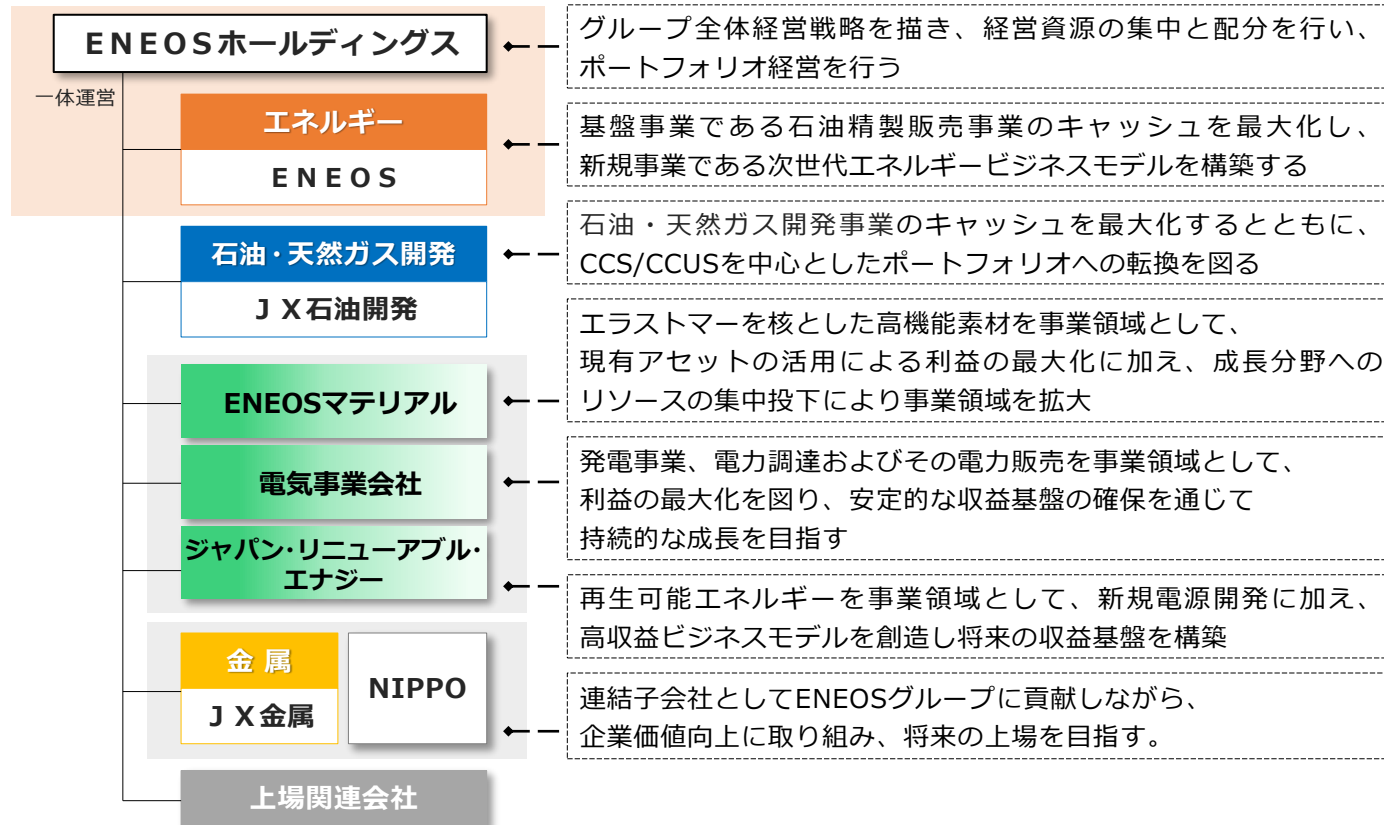 ENEOSホールディングス
グループ全体経営戦略を描き、経営資源の集中と配分を行い、
ポートフォリオ経営を行う
一体運営
エネルギー
ENEOS
基盤事業である石油精製販売事業のキャッシュを最大化し、
新規事業である次世代エネルギービジネスモデルを構築する
石油・天然ガス開発
JX石油開発
石油・天然ガス開発事業のキャッシュを最大化するとともに、
CCS/CCUSを中心としたポートフォリオへの転換を図る
ENEOSマテリアル
エラストマーを核とした高機能素材を事業領域として、
現有アセットの活用による利益の最大化に加え、成長分野への
リソースの集中投下により事業領域を拡大
電気事業会社
発電事業、電力調達およびその電力販売を事業領域として、
利益の最大化を図り、安定的な収益基盤の確保を通じて
持続的な成長を目指す
ジャパン・リニューアブル・
エナジー
再生可能エネルギーを事業領域として、新規電源開発に加え、
高収益ビジネスモデルを創造し将来の収益基盤を構築
金属
JX金属
NIPPO
連結子会社としてENEOSグループに貢献しながら、
企業価値向上に取り組み、将来の上場を目指す。
上場関連会社